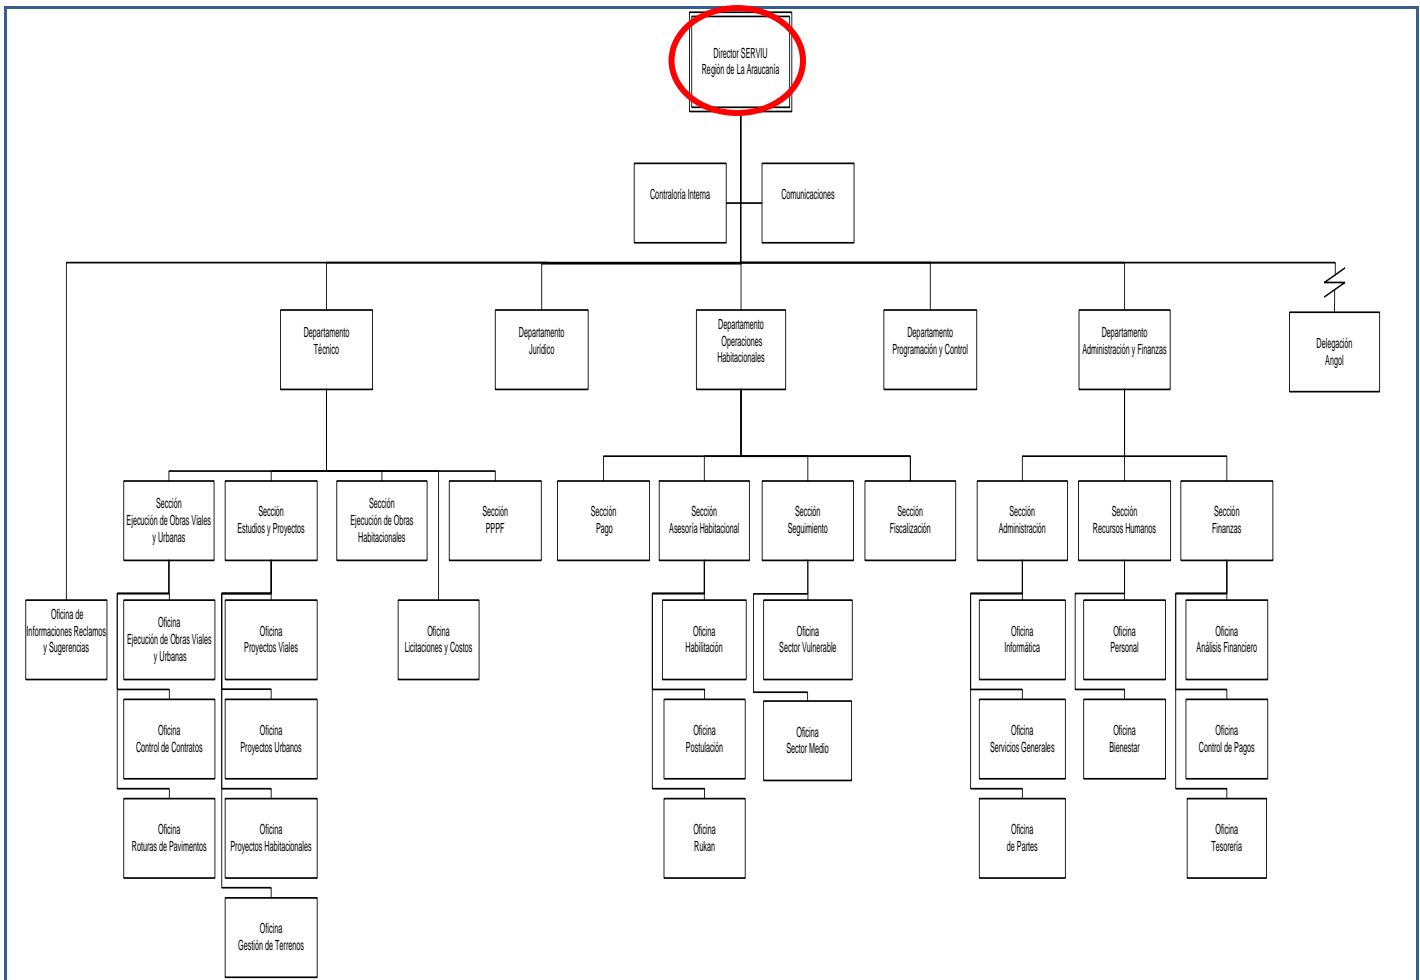 Director SERVIU
Región de La Araucanía
Contraloría Interna
Comunicaciones
Departamento
Técnico
Departamento
Jurídico
Departamento
Operaciones
Habitacionales
Departamento
Programación y Control
Departamento
Administración y Finanzas
Delegación
Angol
Sección
Ejecución de Obras Viales
y Urbanas
Sección
Estudios y Proyectos
Sección
Ejecución de Obras
Habitacionales
Sección
PPPF
Sección
Pago
Sección
Asesoría Habitacional
Sección
Seguimiento
Sección
Fiscalización
Sección
Administración
Sección
Recursos Humanos
Sección
Finanzas
Oficina de
Informaciones Reclamos
y Sugerencias
Oficina
Ejecución de Obras Viales
y Urbanas
Oficina
Proyectos Viales
Oficina
Licitaciones y Costos
Oficina
Habilitación
Oficina
Sector Vulnerable
Oficina
Informática
Oficina
Personal
Oficina
Análisis Financiero
Oficina
Control de Contratos
Oficina
Proyectos Urbanos
Oficina
Postulación
Oficina
Sector Medio
Oficina
Servicios Generales
Oficina
Bienestar
Oficina
Control de Pagos
Oficina
Roturas de Pavimentos
Oficina
Proyectos Habitacionales
Oficina
Rukan
Oficina
de Partes
Oficina
Tesorería
Oficina
Gestión de Terrenos